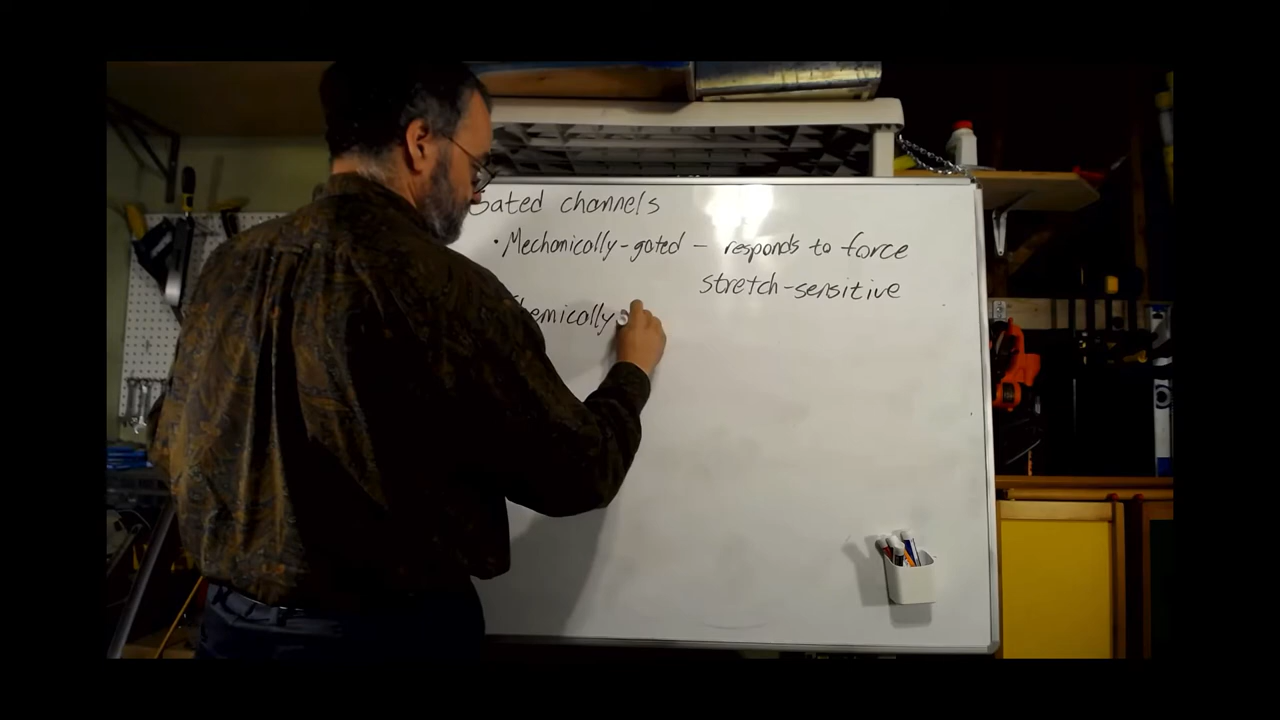 Gated channels
• Mechanically-gated – responds to force
stretch-sensitive
Chemically